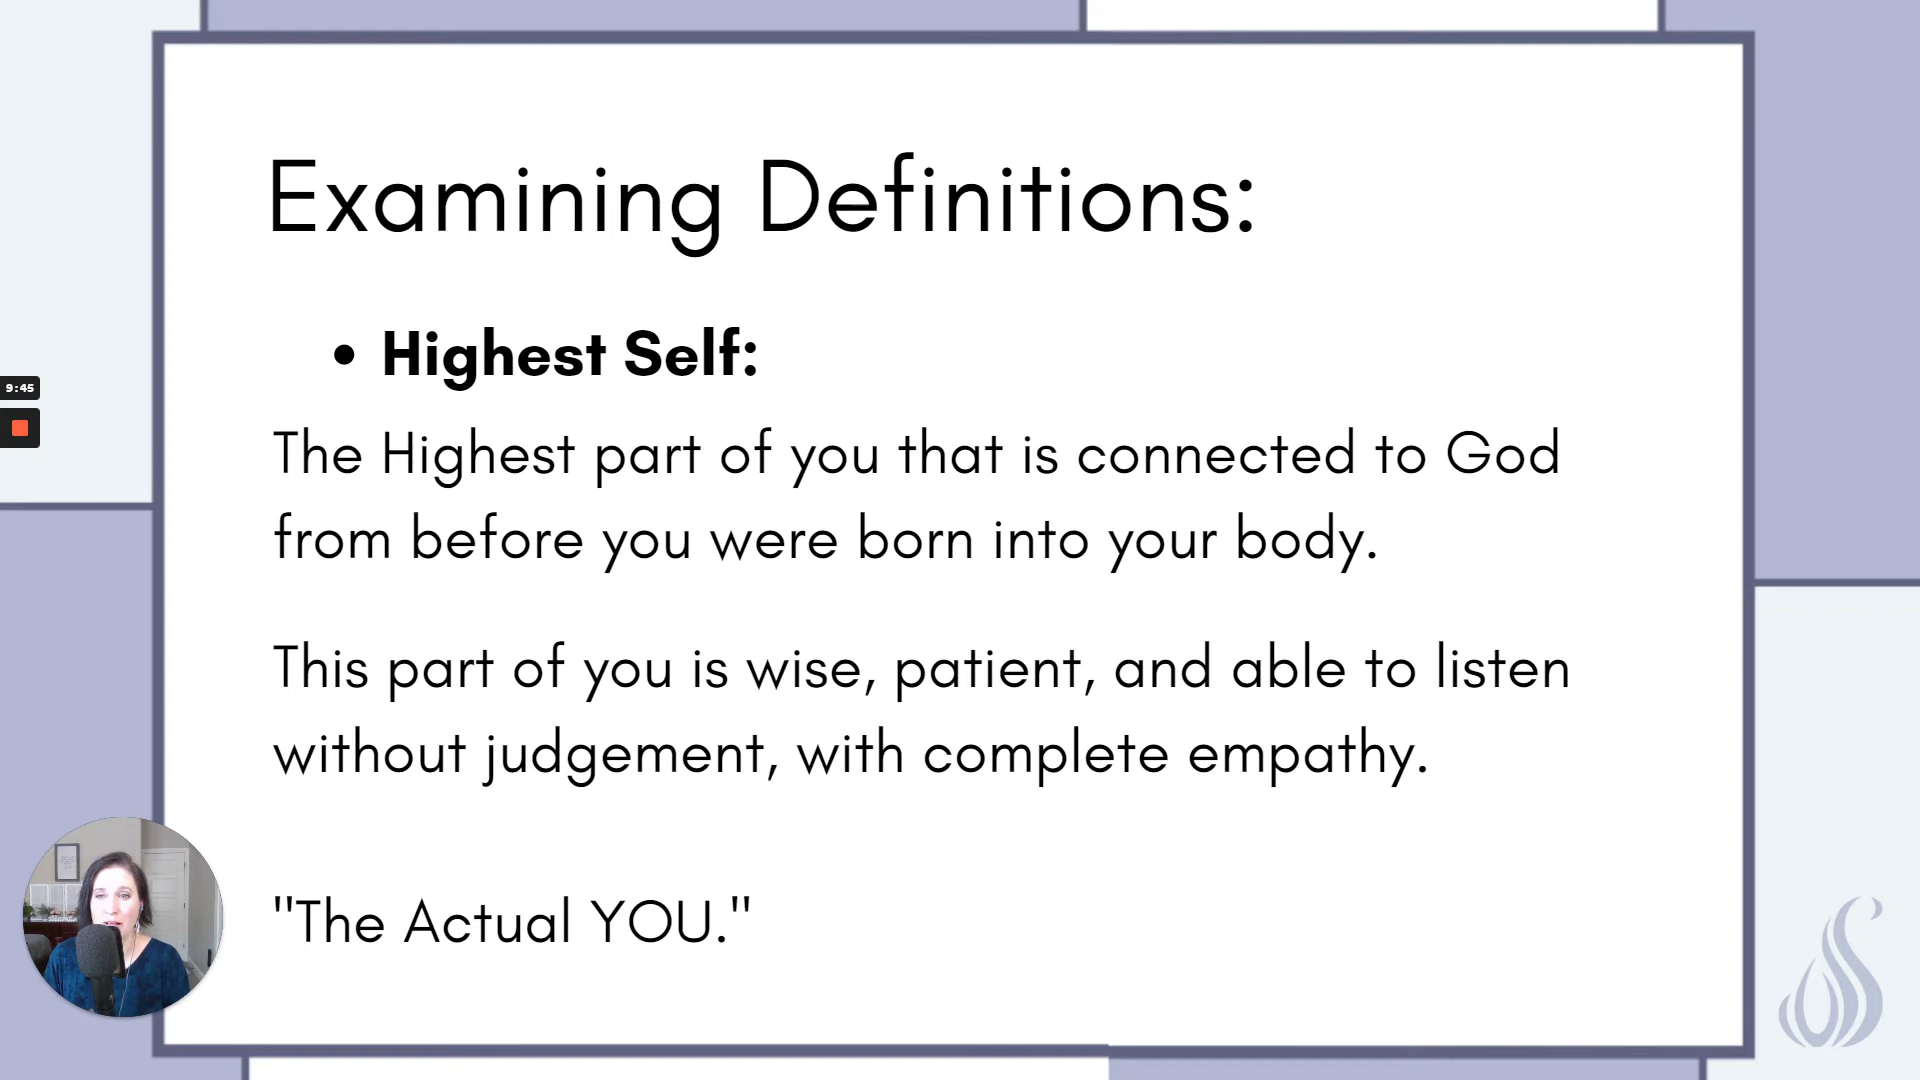 Examining Definitions:
• Highest Self:
The Highest part of you that is connected to God
from before you were born into your body.
This part of you is wise, patient, and able to listen
without judgement, with complete empathy.
"The Actual YOU."
9:45